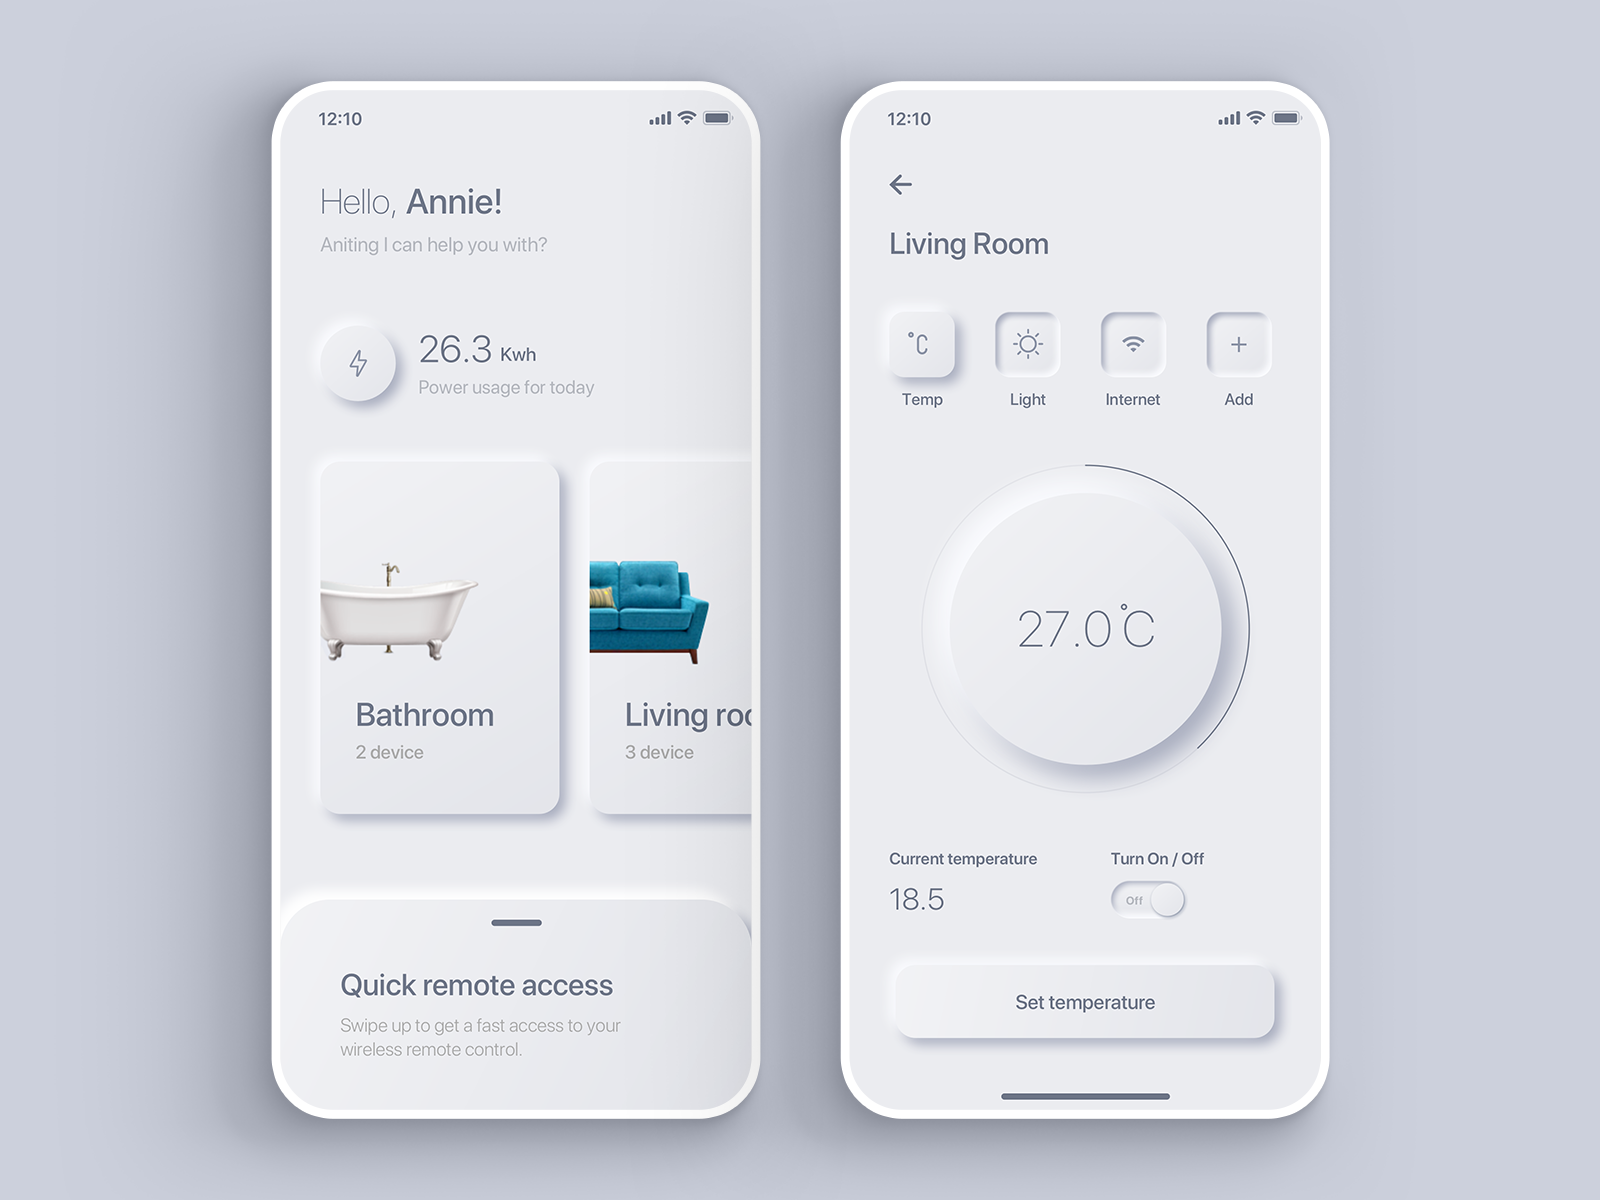 12:10
Hello, Annie!
Aniting I can help you with?
26.3 Kwh
Power usage for today
Bathroom
2 device
Living roo
3 device
Quick remote access
Swipe up to get a fast access to your
wireless remote control.
12:10
Living Room
°C
Temp
Light
Internet
+
Add
27.0°C
Current temperature
18.5
Turn On / Off
Off
Set temperature